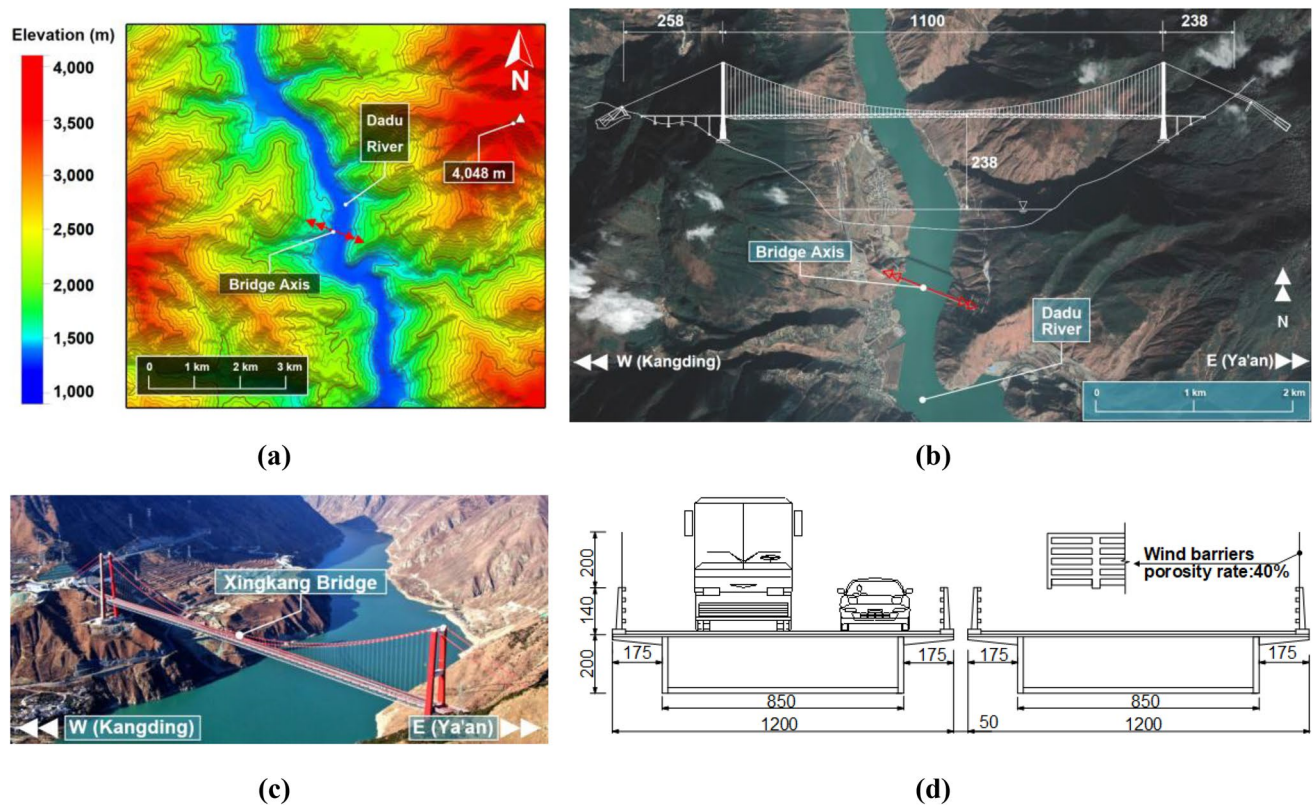 Elevation (m)
4,000
3,500
3,000
2,500
2,000
1,500
1,000
N
Dadu
River
4,048 m
Bridge Axis
0 1 km 2 km 3 km
(a)
258 1100 238
238
Bridge Axis
Dadu
River
N
W (Kangding)
E (Ya'an)
0 1 km 2 km
(b)
Xingkang Bridge
W (Kangding)
E (Ya'an)
(c)
200
140
200
Wind barriers
porosity rate:40%
175 175 175 175
850 850
1200 50 1200
(d)